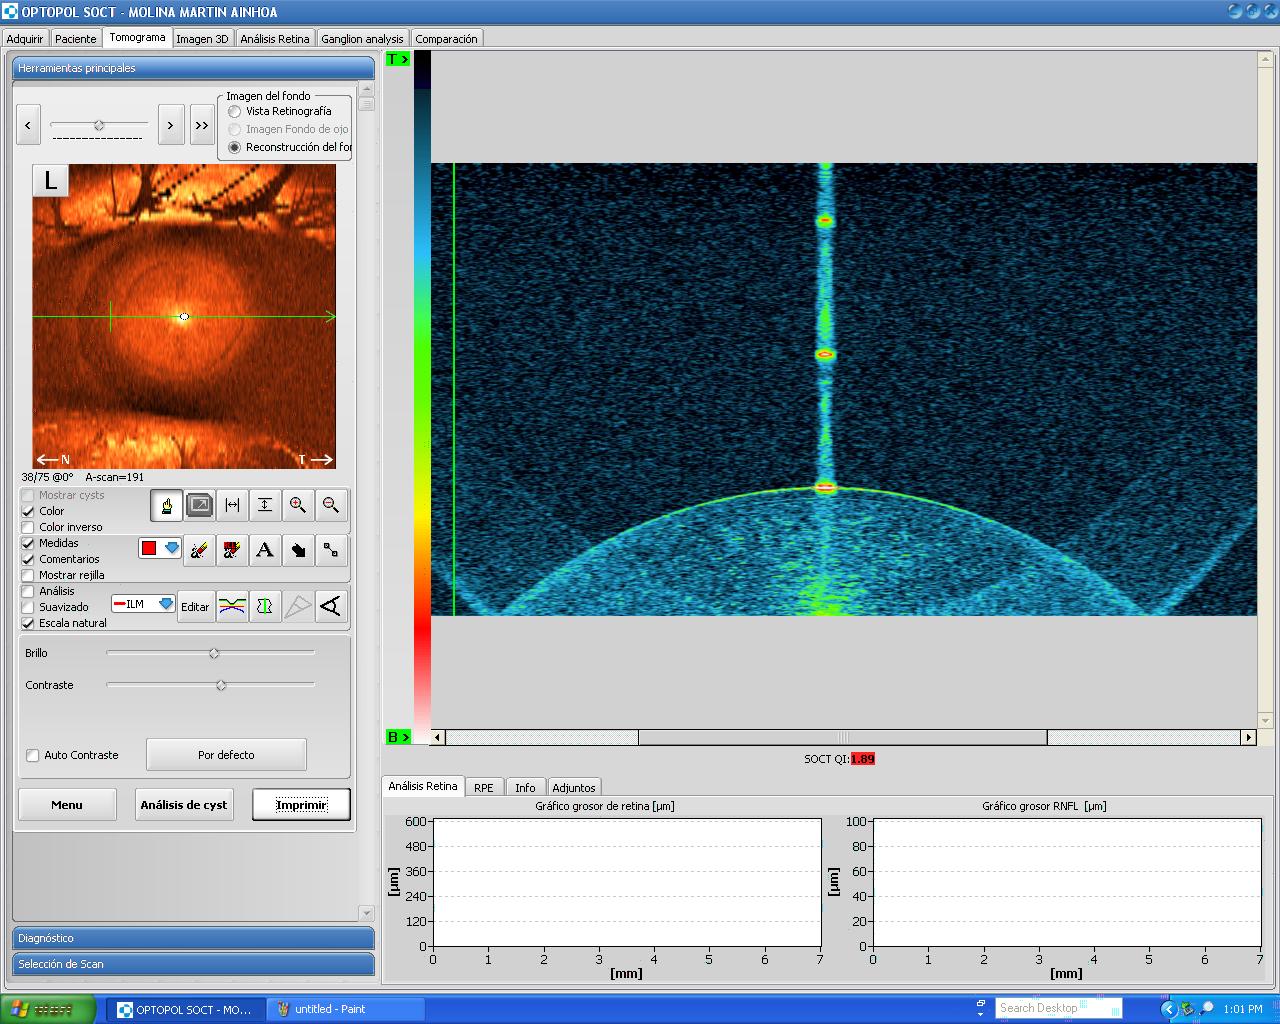 OPTOPOL SOCT - MOLINA MARTIN AINHOA
Adquirir Paciente Tomograma Imagen 3D Análisis Retina Ganglion analysis Comparación
Herramientas principales
Imagen del fondo
< > >>
Vista Retinografía
Imagen Fondo de ojo
Reconstrucción del for
L
N T
38/75 @0° A-scan=191
Mostrar cysts
Color
Color inverso
Medidas
Comentarios
Mostrar rejilla
A
Análisis
Suavizado
ILM
Editar
Escala natural
Brillo
Contraste
Auto Contraste
Por defecto
Menu
Análisis de cyst
Imprimir
Diagnóstico
Selección de Scan
T >
B >
SOCT QI: 1.89
Análisis Retina RPE Info Adjuntos
Gráfico grosor de retina [µm]
600
480
360
240
120
0
[µm]
0 1 2 3 4 5 6 7
[mm]
Gráfico grosor RNFL [µm]
100
80
60
40
20
0
[µm]
0 1 2 3 4 5 6 7
[mm]
start
OPTOPOL SOCT - MO...
untitled - Paint
Search Desktop
1:01 PM